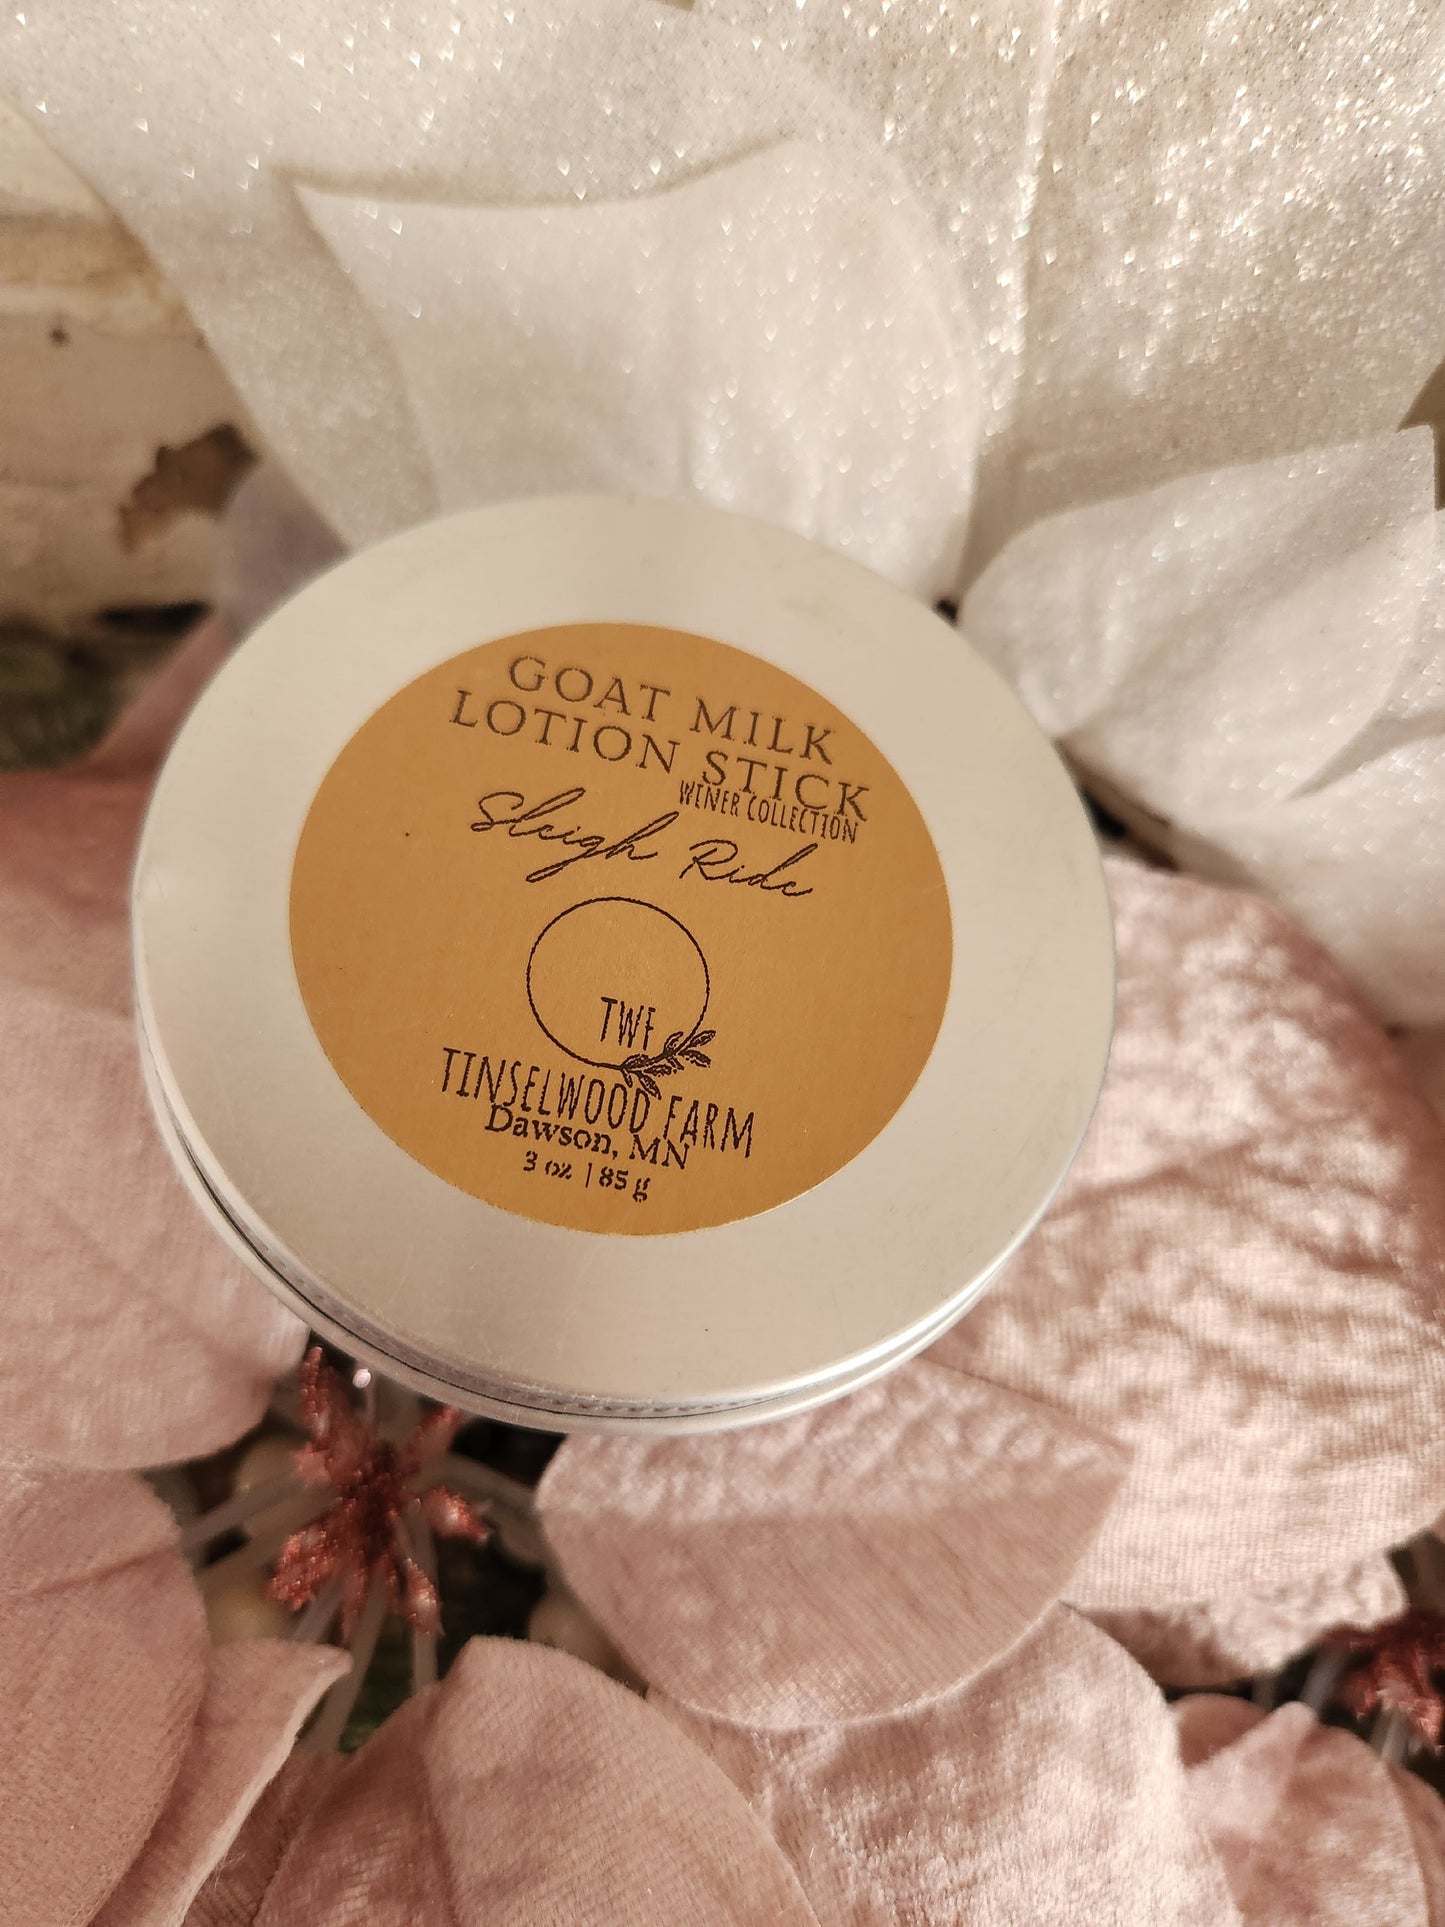 GOAT MILK
LOTION STICK
WINER COLLECTION
Sleigh Ride
TWF
TINSELWOOD FARM
Dawson, MN
3 oz | 85 g